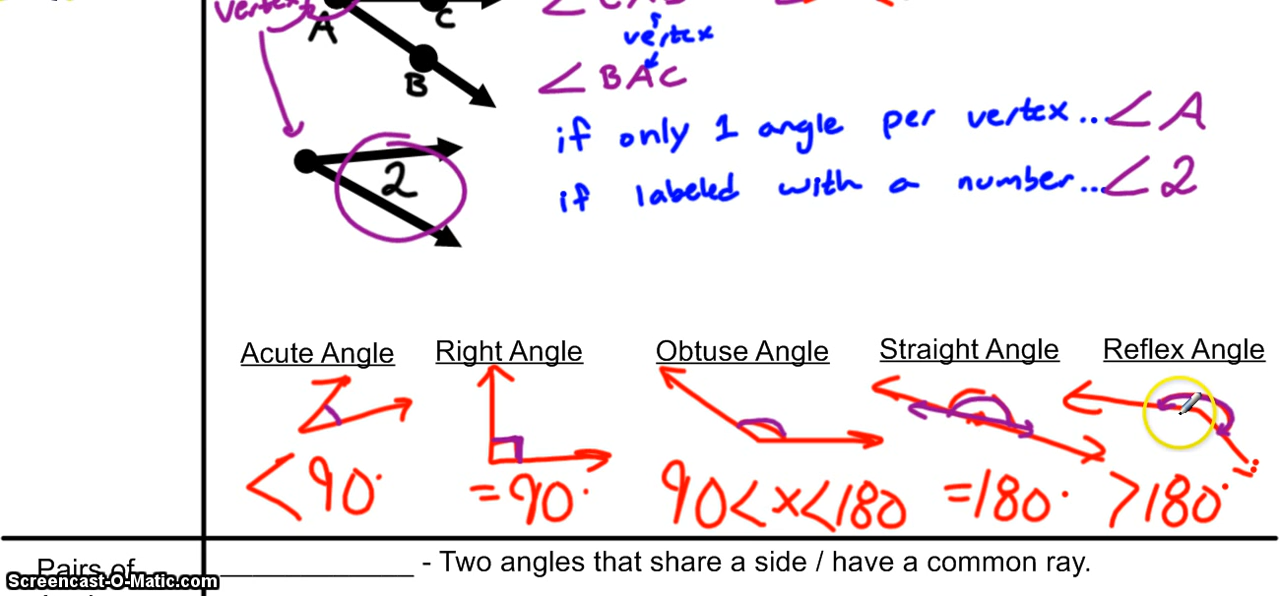 vertex
A
C
B
vertex
∠BAC
if only 1 angle per vertex...∠A
2
if labeled with a number...∠2
Acute Angle Right Angle Obtuse Angle Straight Angle Reflex Angle
<90° =90° 90<x<180 =180° >180°
Pairs of
- Two angles that share a side / have a common ray.
Screencast-O-Matic.com